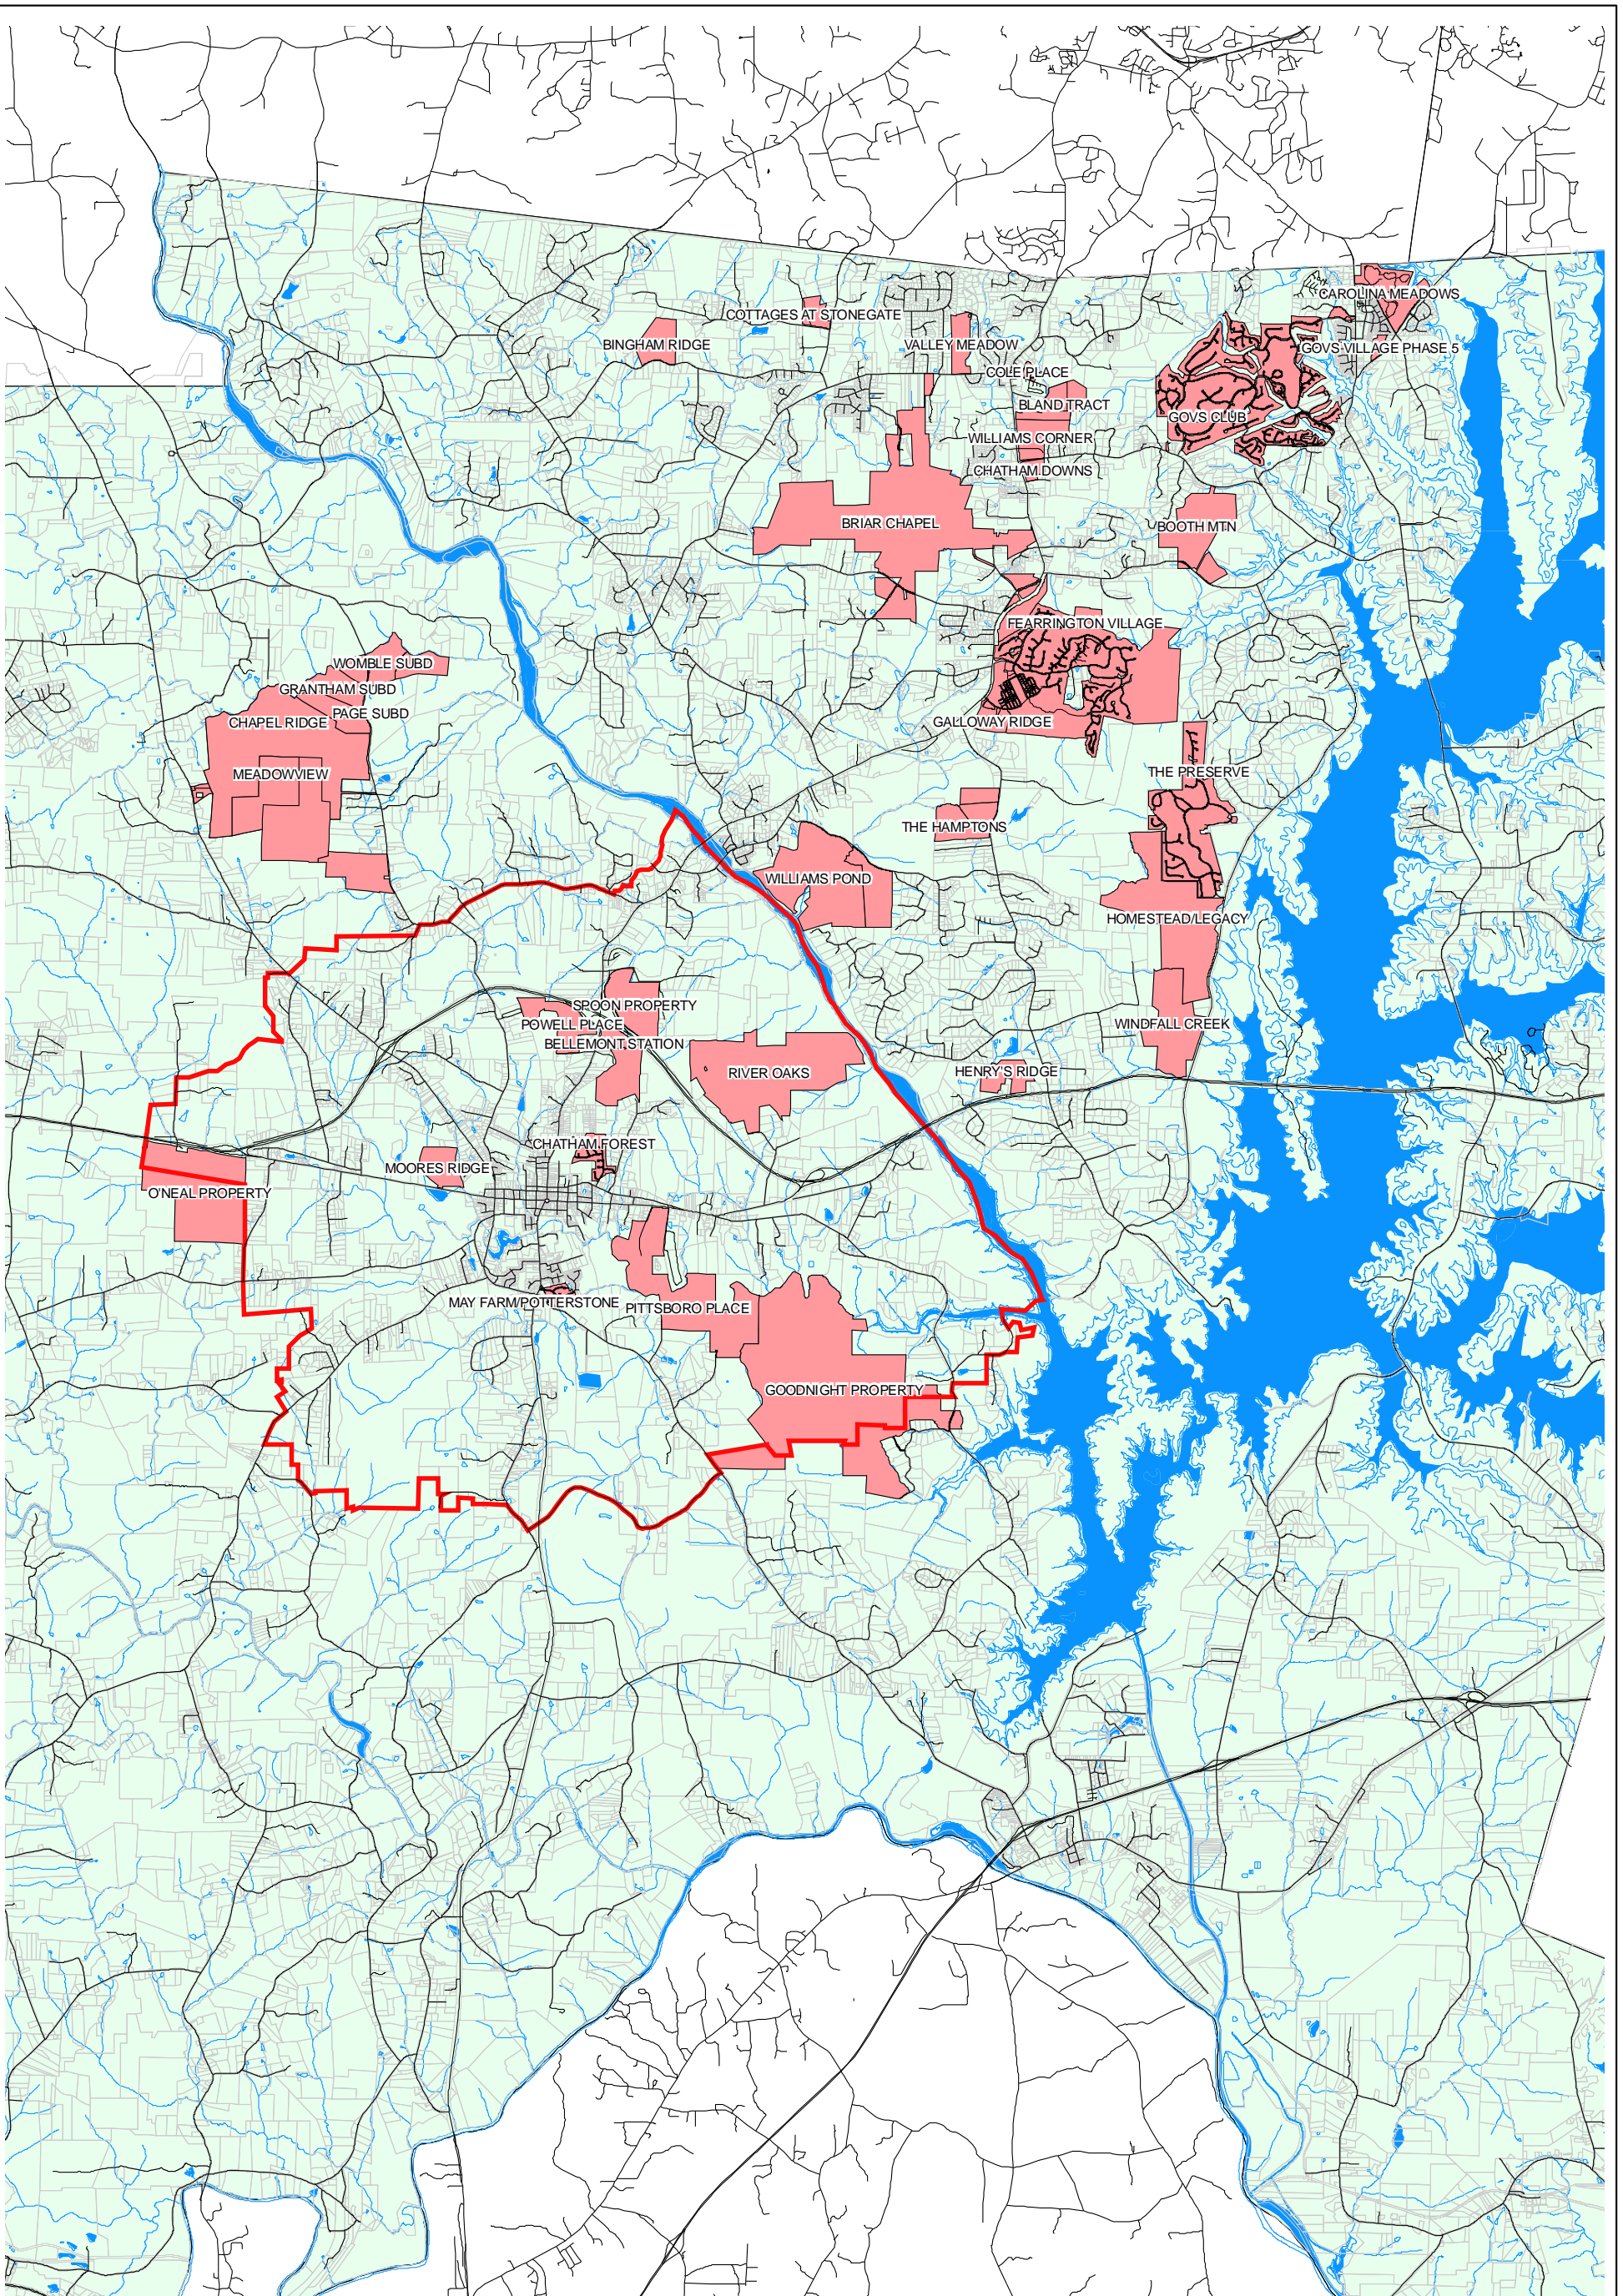 CAROLINA MEADOWS
COTTAGES AT STONEGATE
BINGHAM RIDGE
VALLEY MEADOW
GOVS VILLAGE PHASE 5
COLE PLACE
BLAND TRACT
GOVS CLUB
WILLIAMS CORNER
CHATHAM DOWNS
BRIAR CHAPEL
BOOTH MTN
FEARRINGTON VILLAGE
WOMBLE SUBD
GRANTHAM SUBD
PAGE SUBD
CHAPEL RIDGE
GALLOWAY RIDGE
MEADOWVIEW
THE PRESERVE
THE HAMPTONS
WILLIAMS POND
HOMESTEAD/LEGACY
SPOON PROPERTY
POWELL PLACE
WINDFALL CREEK
BELLEMONT STATION
RIVER OAKS
HENRY'S RIDGE
CHATHAM FOREST
MOORES RIDGE
O'NEAL PROPERTY
MAY FARM/POTTERSTONE
PITTSBORO PLACE
GOODNIGHT PROPERTY